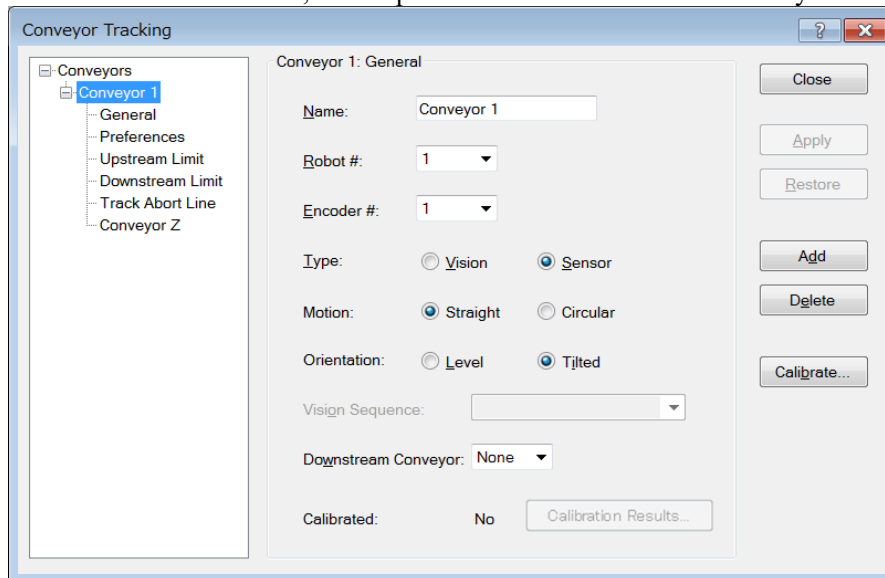 Conveyor Tracking
?
Conveyors
Conveyor 1
General
Preferences
Upstream Limit
Downstream Limit
Track Abort Line
Conveyor Z
Conveyor 1: General
Name: Conveyor 1
Robot #: 1
Encoder #: 1
Type: Vision Sensor
Motion: Straight Circular
Orientation: Level Tilted
Vision Sequence:
Downstream Conveyor: None
Calibrated: No Calibration Results...
Close
Apply
Restore
Add
Delete
Calibrate...